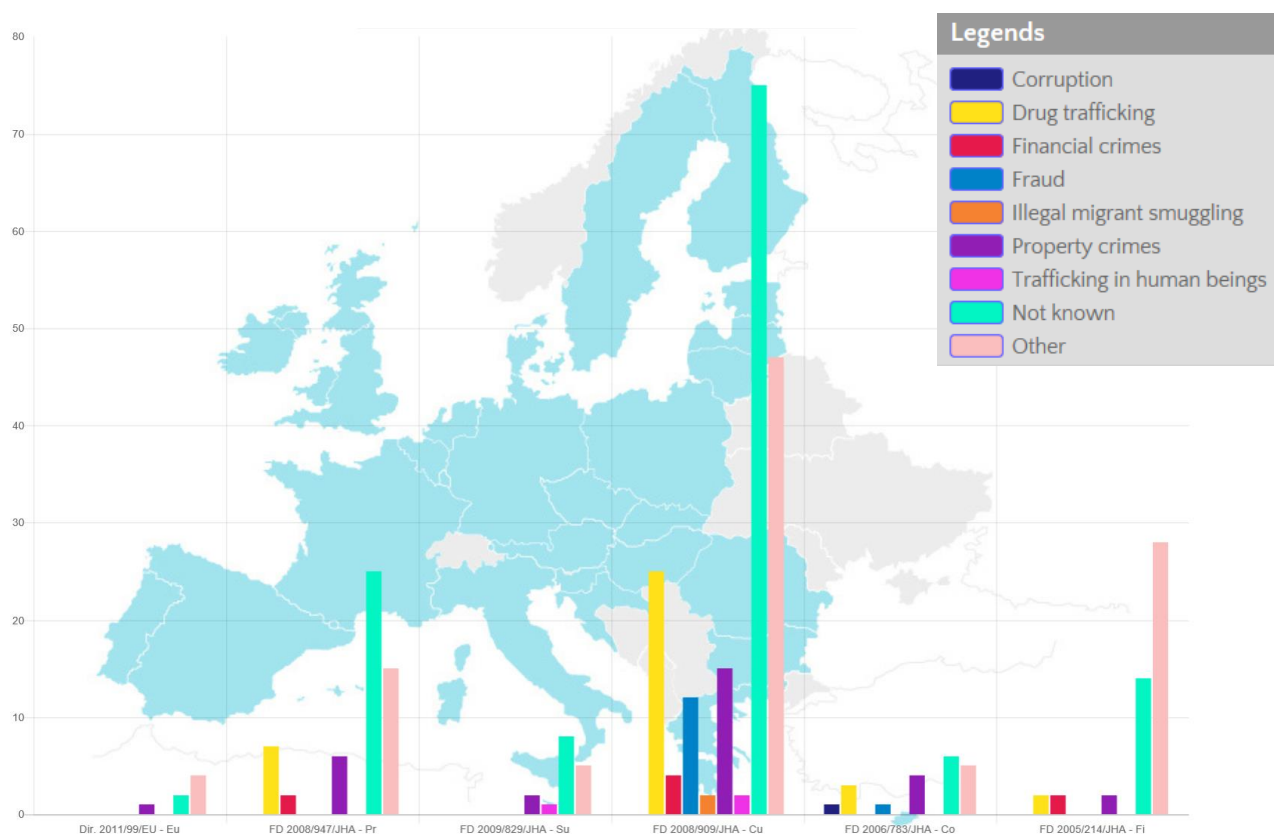 Legends
Corruption
Drug trafficking
Financial crimes
Fraud
Illegal migrant smuggling
Property crimes
Trafficking in human beings
Not known
Other
80
70
60
50
40
30
20
10
0
Dir. 2011/99/EU - Eu
FD 2008/947/JHA - Pr
FD 2009/829/JHA - Su
FD 2008/909/JHA - Cu
FD 2006/783/JHA - Co
FD 2005/214/JHA - Fi